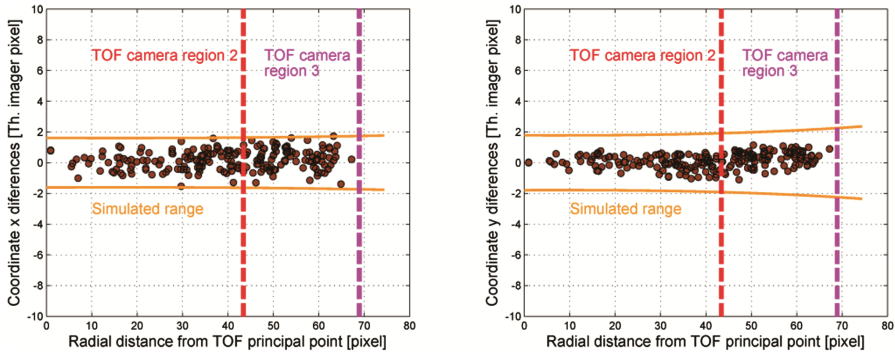 10
8
6
4
2
0
-2
-4
-6
-8
-10
0 10 20 30 40 50 60 70 80
Coordinate x diferences [Th. imager pixel]
Radial distance from TOF principal point [pixel]
TOF camera region 2
TOF camera
region 3
Simulated range
10
8
6
4
2
0
-2
-4
-6
-8
-10
0 10 20 30 40 50 60 70 80
Coordinate y diferences [Th. imager pixel]
Radial distance from TOF principal point [pixel]
TOF camera region 2
TOF camera
region 3
Simulated range